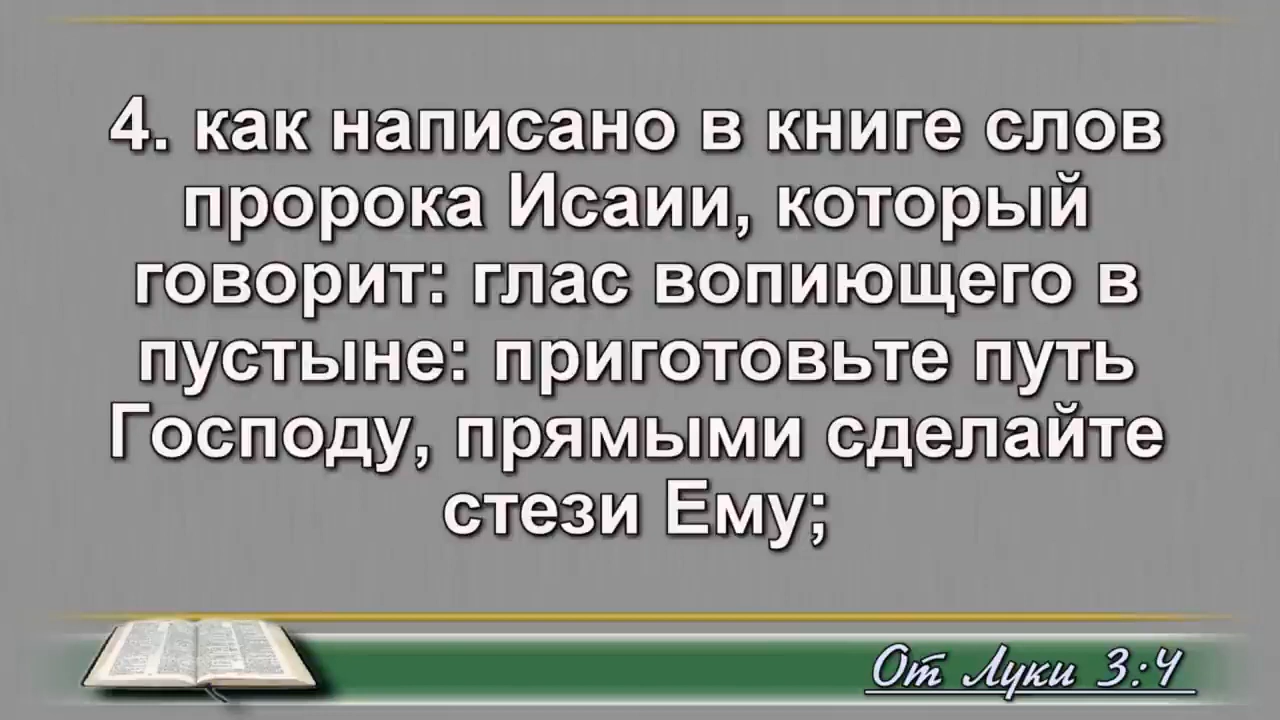 4. как написано в книге слов
пророка Исаии, который
говорит: глас вопиющего в
пустыне: приготовьте путь
Господу, прямыми сделайте
стези Ему;
От Луки 3:4